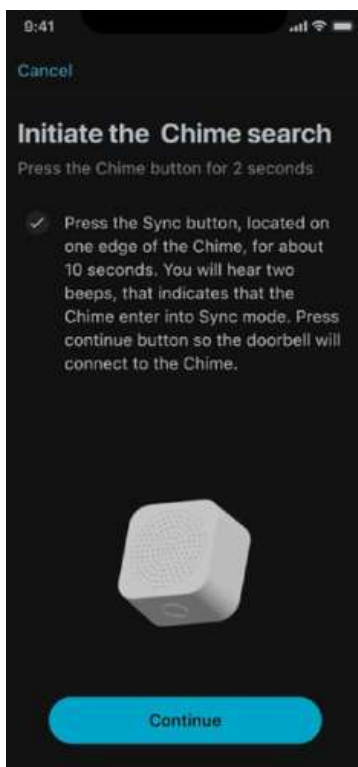 9:41
Cancel
Initiate the Chime search
Press the Chime button for 2 seconds
Press the Sync button, located on
one edge of the Chime, for about
10 seconds. You will hear two
beeps, that indicates that the
Chime enter into Sync mode. Press
continue button so the doorbell will
connect to the Chime.
Continue